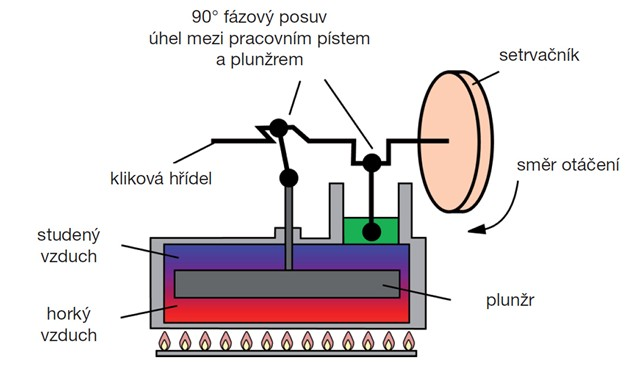 90° fázový posuv
úhel mezi pracovním pístem
a plunžrem
setrvačník
kliková hřídel
směr otáčení
studený
vzduch
plunžr
horký
vzduch